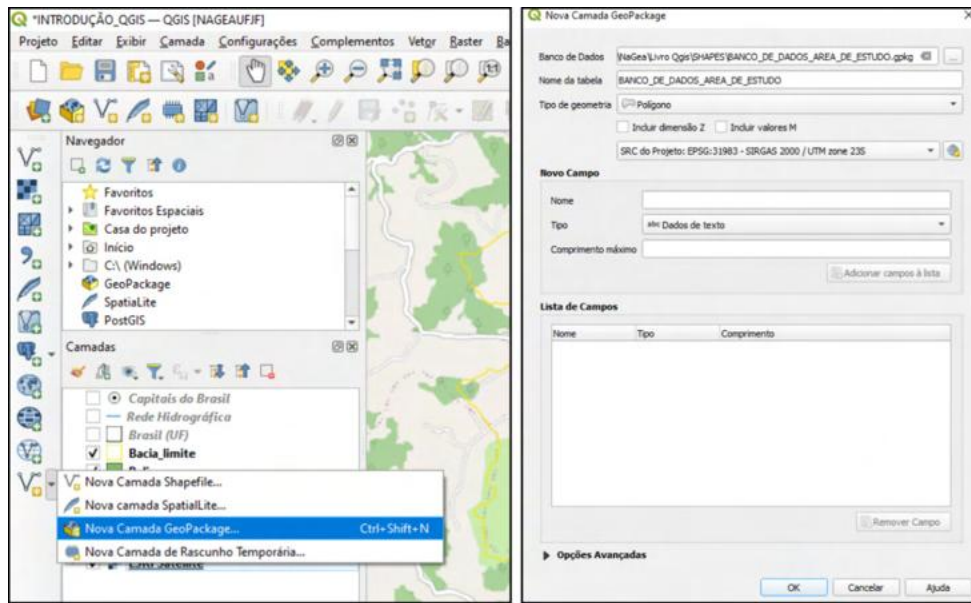 *INTRODUÇÃO_QGIS — QGIS [NAGEAUFJF]
Projeto Editar Exibir Camada Configurações Complementos Vetor Raster Ba
Navegador
Favoritos
Favoritos Espaciais
Casa do projeto
Início
C:\ (Windows)
GeoPackage
SpatiaLite
PostGIS
Camadas
Capitais do Brasil
Rede Hidrográfica
Brasil (UF)
Bacia_limite
Nova Camada Shapefile...
Nova camada SpatialLite...
Nova Camada GeoPackage... Ctrl+Shift+N
Nova Camada de Rascunho Temporária...
Nova Camada GeoPackage
Banco de Dados \NaGea\Livro Qgis\SHAPES\BANCO_DE_DADOS_AREA_DE_ESTUDO.gpkg ...
Nome da tabela BANCO_DE_DADOS_AREA_DE_ESTUDO
Tipo de geometria Polígono
Incluir dimensão Z Incluir valores M
SRC do Projeto: EPSG:31983 - SIRGAS 2000 / UTM zone 23S
Novo Campo
Nome
Tipo abc Dados de texto
Comprimento máximo
Adicionar campos à lista
Lista de Campos
Nome Tipo Comprimento
Remover Campo
Opções Avançadas
OK Cancelar Ajuda